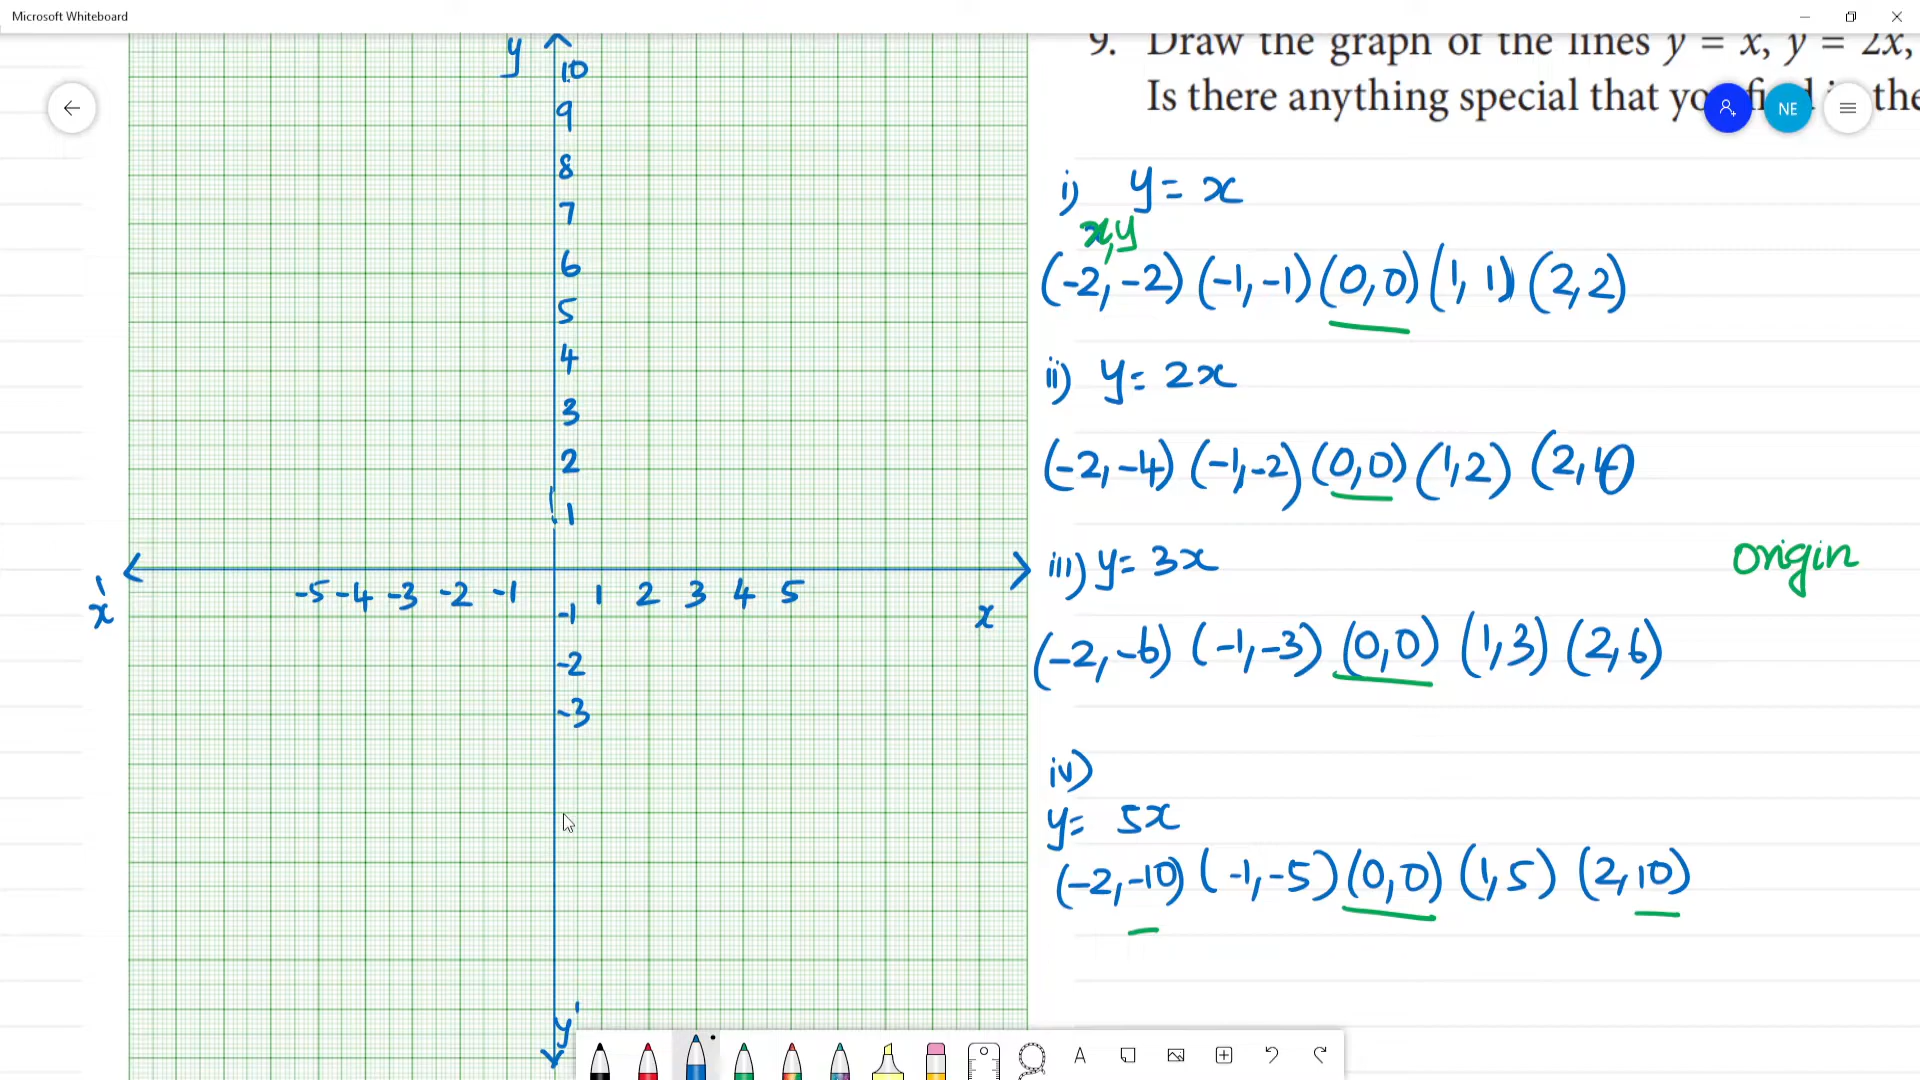 Microsoft Whiteboard
9. Draw the graph of the lines y = x, y = 2x,
Is there anything special that you find in the
NE
i) y = x
x,y
(-2,-2) (-1,-1) (0,0) (1,1) (2,2)
ii) y = 2x
(-2,-4) (-1,-2) (0,0) (1,2) (2,4)
iii) y = 3x
origin
(-2,-6) (-1,-3) (0,0) (1,3) (2,6)
iv)
y = 5x
(-2,-10) (-1,-5) (0,0) (1,5) (2,10)
y
10
9
8
7
6
5
4
3
2
1
x' -5 -4 -3 -2 -1 1 2 3 4 5 x
-1
-2
-3
y'
A